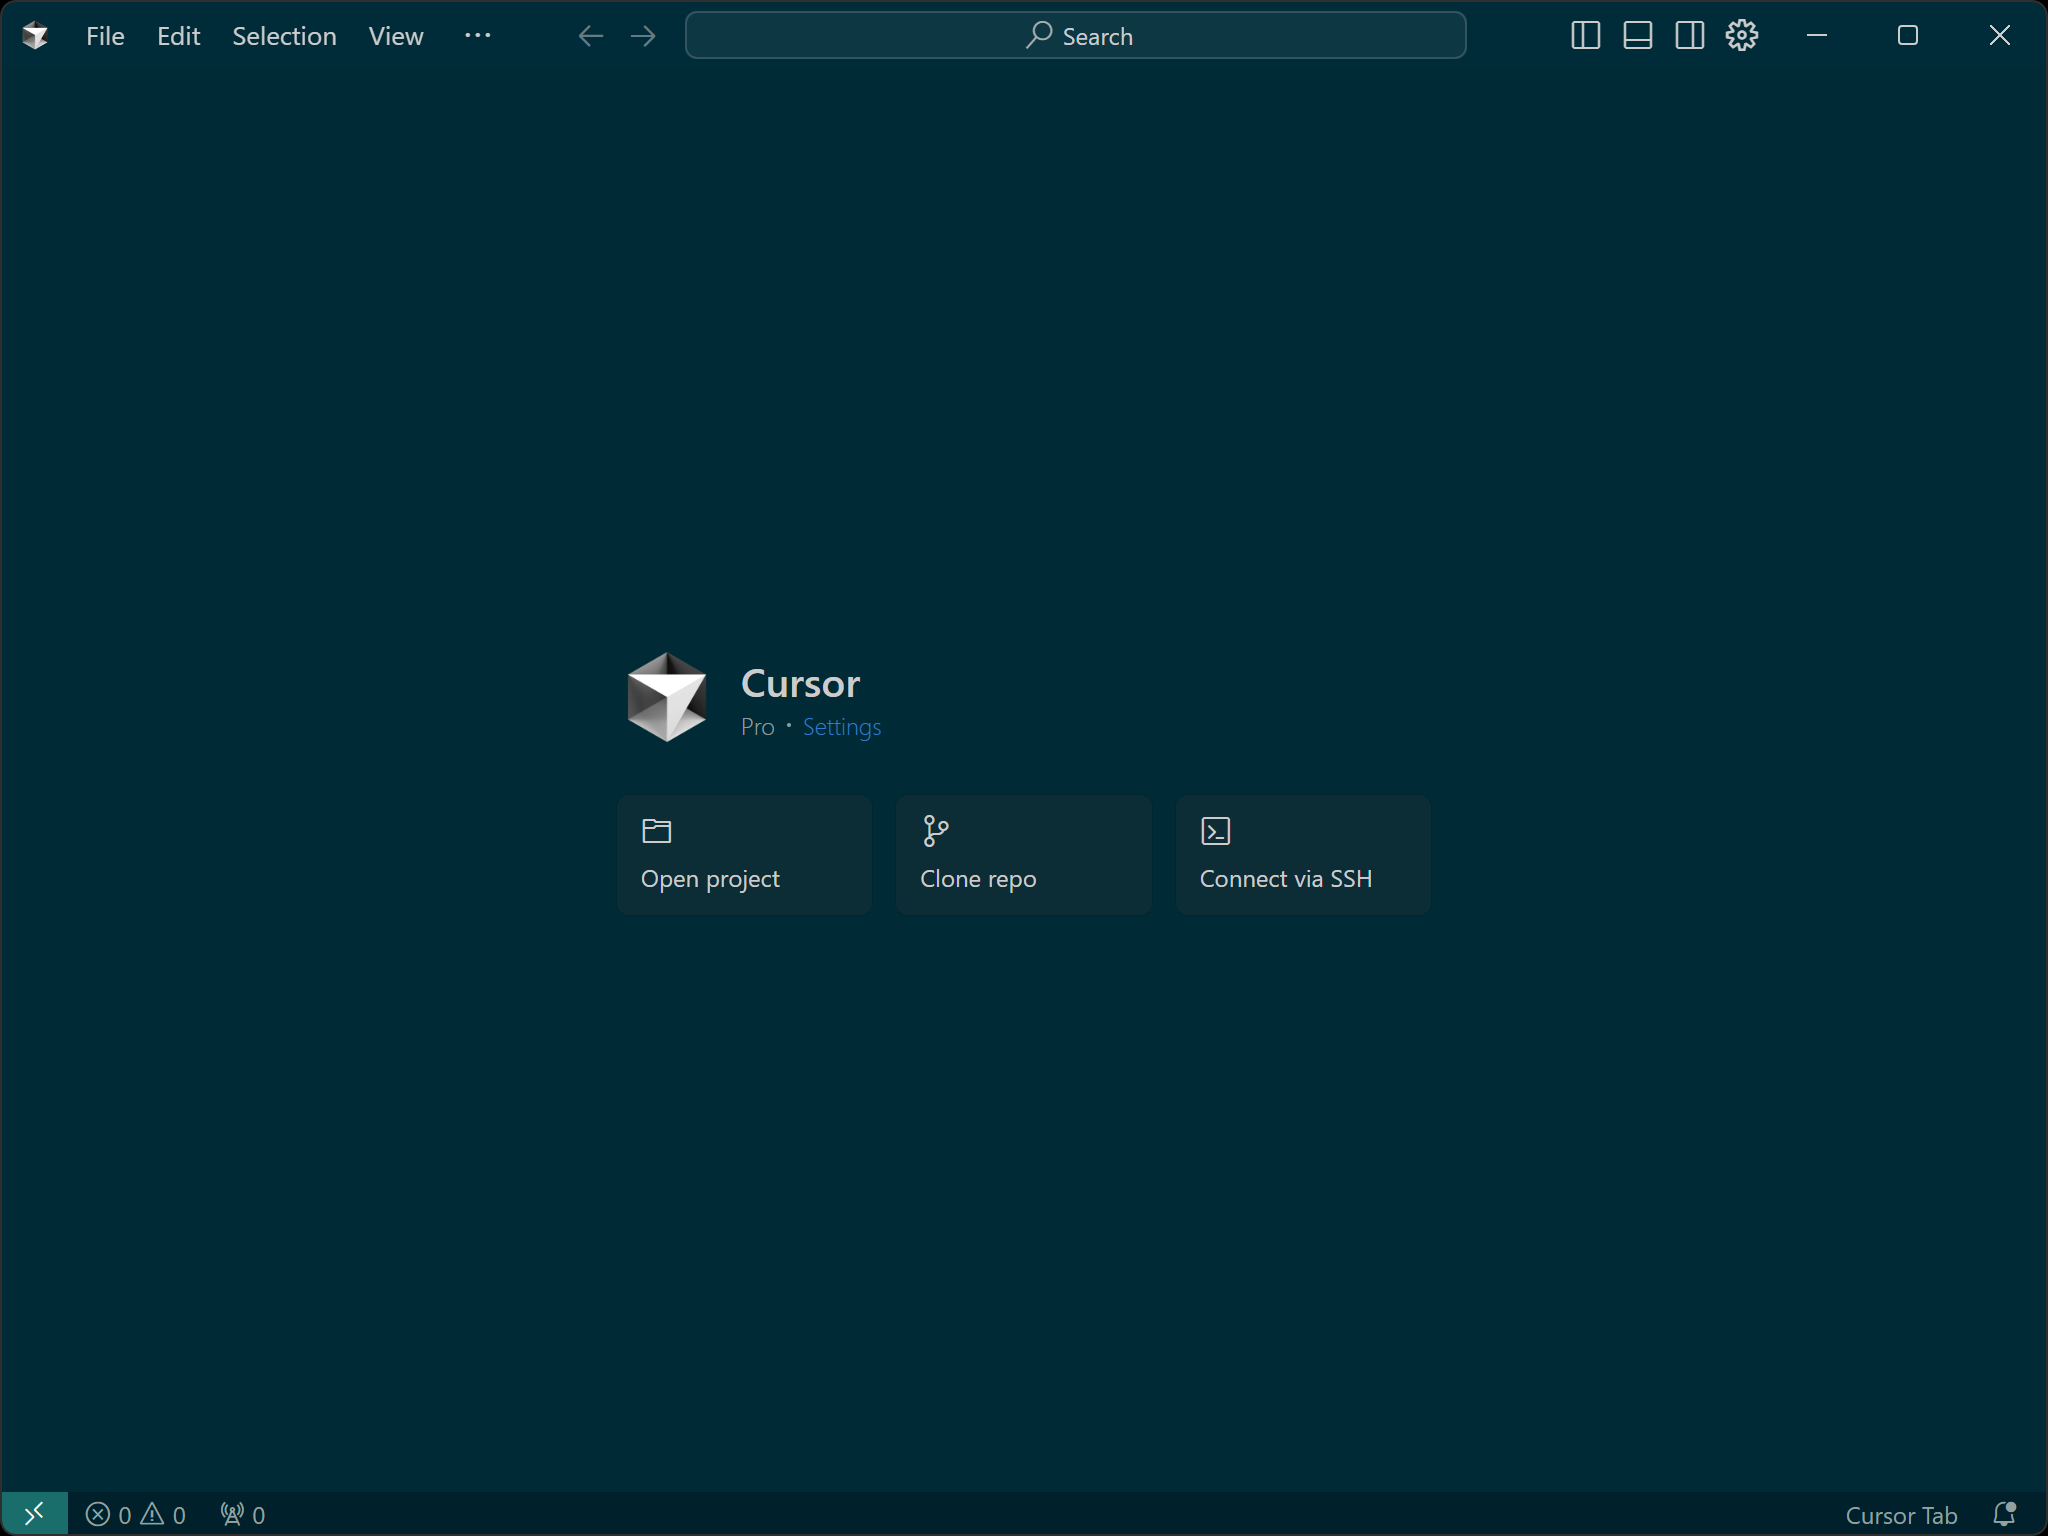 File Edit Selection View ··· Search
Cursor
Pro • Settings
Open project Clone repo Connect via SSH
0 0 0 Cursor Tab